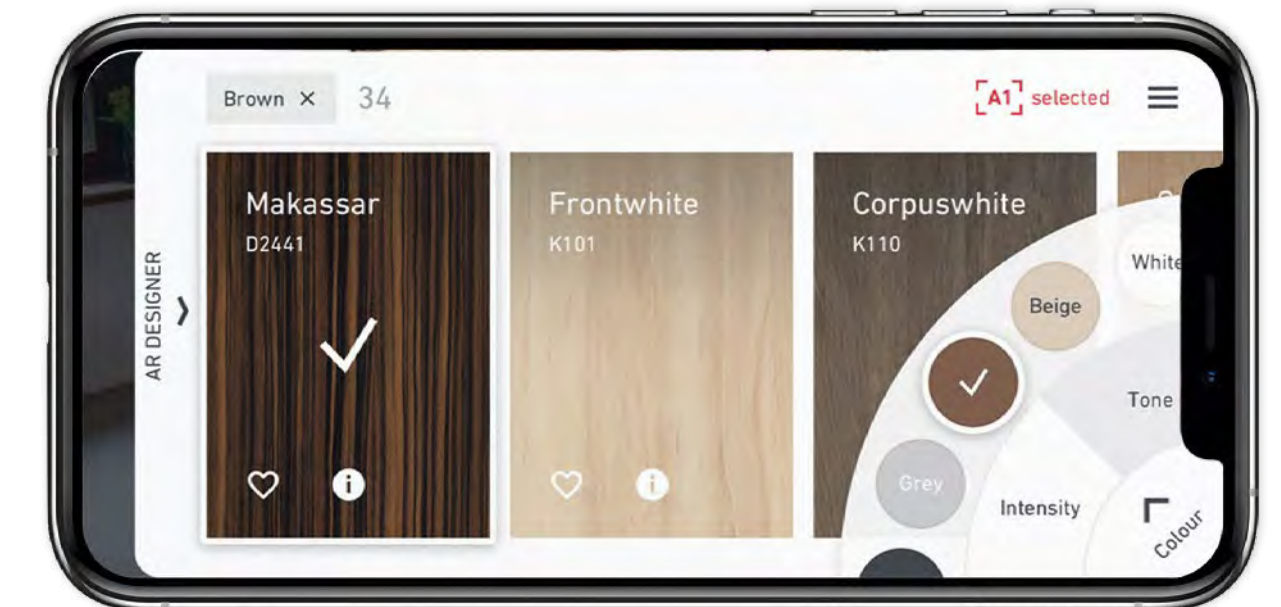 Brown ×
34
[A1] selected
AR DESIGNER
Makassar
D2441
Frontwhite
K101
Corpuswhite
K110
White
Beige
Tone
Grey
Intensity
Colour